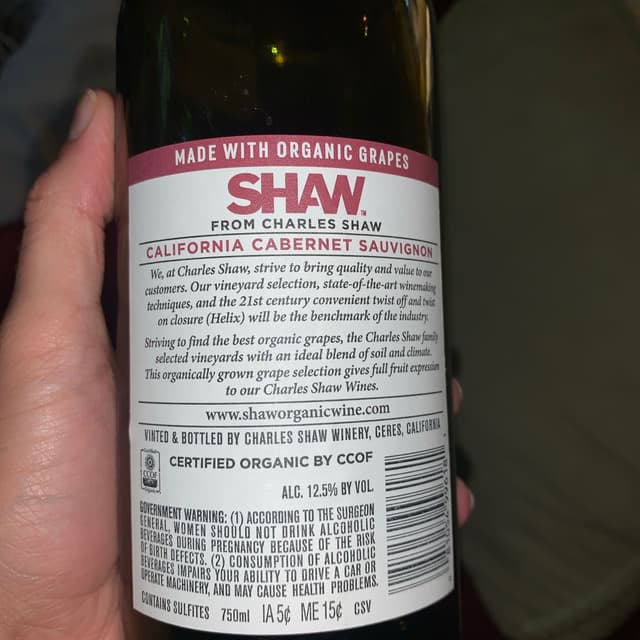 MADE WITH ORGANIC GRAPES
SHAW™
FROM CHARLES SHAW
CALIFORNIA CABERNET SAUVIGNON
We, at Charles Shaw, strive to bring quality and value to our
customers. Our vineyard selection, state-of-the-art winemaking
techniques, and the 21st century convenient twist off and twist
on closure (Helix) will be the benchmark of the industry.
Striving to find the best organic grapes, the Charles Shaw family
selected vineyards with an ideal blend of soil and climate.
This organically grown grape selection gives full fruit expression
to our Charles Shaw Wines.
www.shaworganicwine.com
VINTED & BOTTLED BY CHARLES SHAW WINERY, CERES, CALIFORNIA
CCOF
CERTIFIED ORGANIC BY CCOF
ALC. 12.5% BY VOL.
GOVERNMENT WARNING: (1) ACCORDING TO THE SURGEON
GENERAL, WOMEN SHOULD NOT DRINK ALCOHOLIC
BEVERAGES DURING PREGNANCY BECAUSE OF THE RISK
OF BIRTH DEFECTS. (2) CONSUMPTION OF ALCOHOLIC
BEVERAGES IMPAIRS YOUR ABILITY TO DRIVE A CAR OR
OPERATE MACHINERY, AND MAY CAUSE HEALTH PROBLEMS.
CONTAINS SULFITES 750ml IA 5¢ ME 15¢ CSV